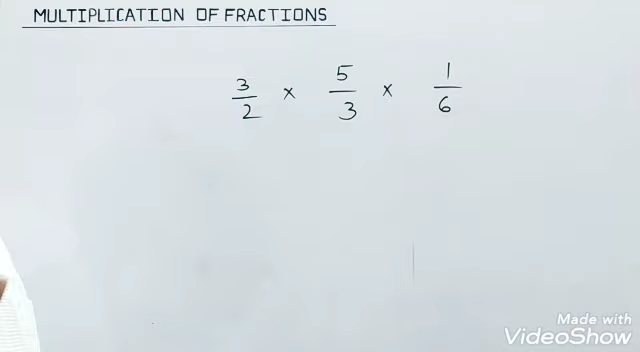 MULTIPLICATION OF FRACTIONS
3/2 × 5/3 × 1/6
Made with
VideoShow